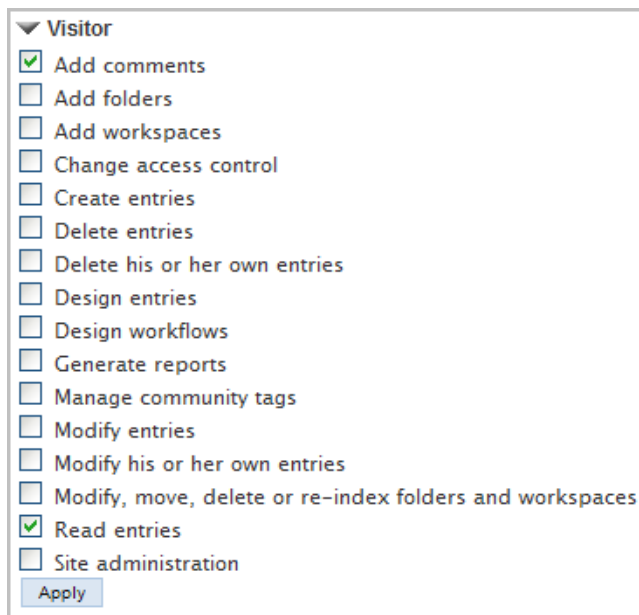 Visitor
Add comments
Add folders
Add workspaces
Change access control
Create entries
Delete entries
Delete his or her own entries
Design entries
Design workflows
Generate reports
Manage community tags
Modify entries
Modify his or her own entries
Modify, move, delete or re-index folders and workspaces
Read entries
Site administration
Apply